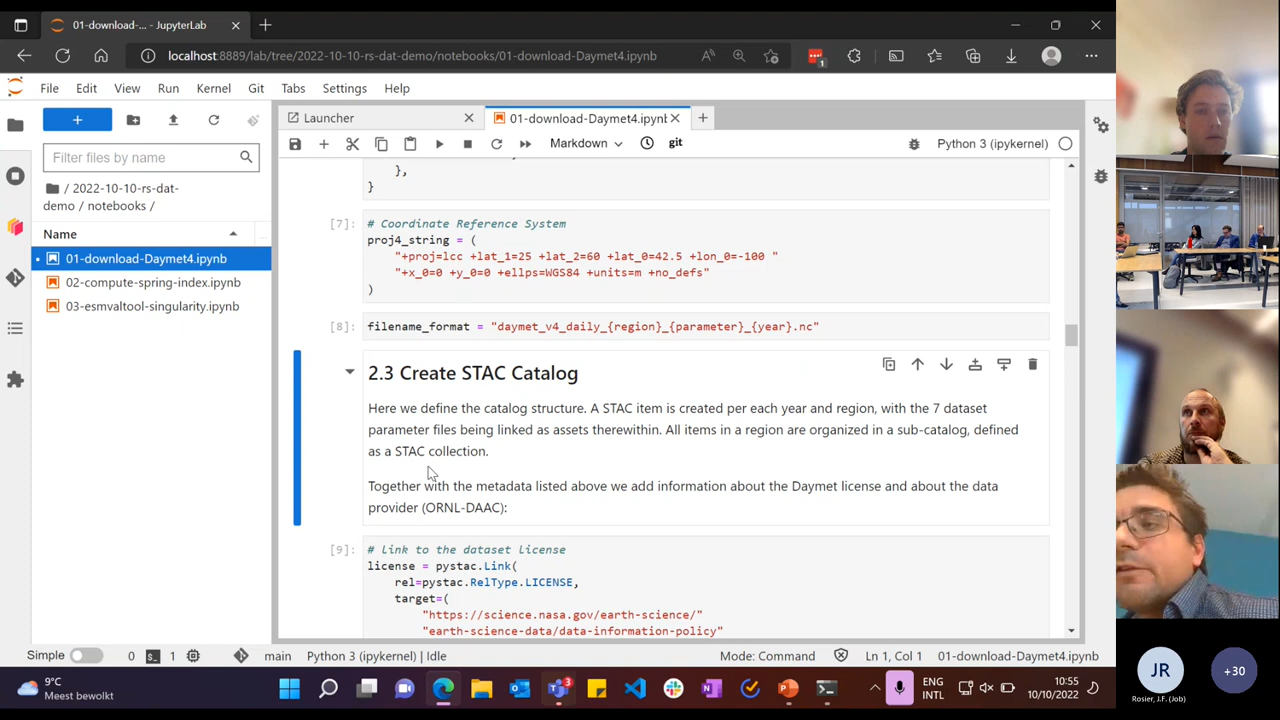 01-download-... - JupyterLab
localhost:8889/lab/tree/2022-10-10-rs-dat-demo/notebooks/01-download-Daymet4.ipynb
1
File Edit View Run Kernel Git Tabs Settings Help
Launcher
01-download-Daymet4.ipynb
Filter files by name
Markdown
git
Python 3 (ipykernel)
/ 2022-10-10-rs-dat-
demo / notebooks /
Name
01-download-Daymet4.ipynb
02-compute-spring-index.ipynb
03-esmvaltool-singularity.ipynb
},
}
[7]:
# Coordinate Reference System
proj4_string = (
"+proj=lcc +lat_1=25 +lat_2=60 +lat_0=42.5 +lon_0=-100 "
"+x_0=0 +y_0=0 +ellps=WGS84 +units=m +no_defs"
)
[8]:
filename_format = "daymet_v4_daily_{region}_{parameter}_{year}.nc"
2.3 Create STAC Catalog
Here we define the catalog structure. A STAC item is created per each year and region, with the 7 dataset
parameter files being linked as assets therewithin. All items in a region are organized in a sub-catalog, defined
as a STAC collection.
Together with the metadata listed above we add information about the Daymet license and about the data
provider (ORNL-DAAC):
[9]:
# Link to the dataset License
license = pystac.Link(
rel=pystac.RelType.LICENSE,
target=(
"https://science.nasa.gov/earth-science/"
"earth-science-data/data-information-policy"
Simple
0
1
main
Python 3 (ipykernel) | Idle
Mode: Command
Ln 1, Col 1
01-download-Daymet4.ipynb
9°C
Meest bewolkt
3
ENG
INTL
10:55
10/10/2022
JR
Rosier, J.F. (Job)
+30